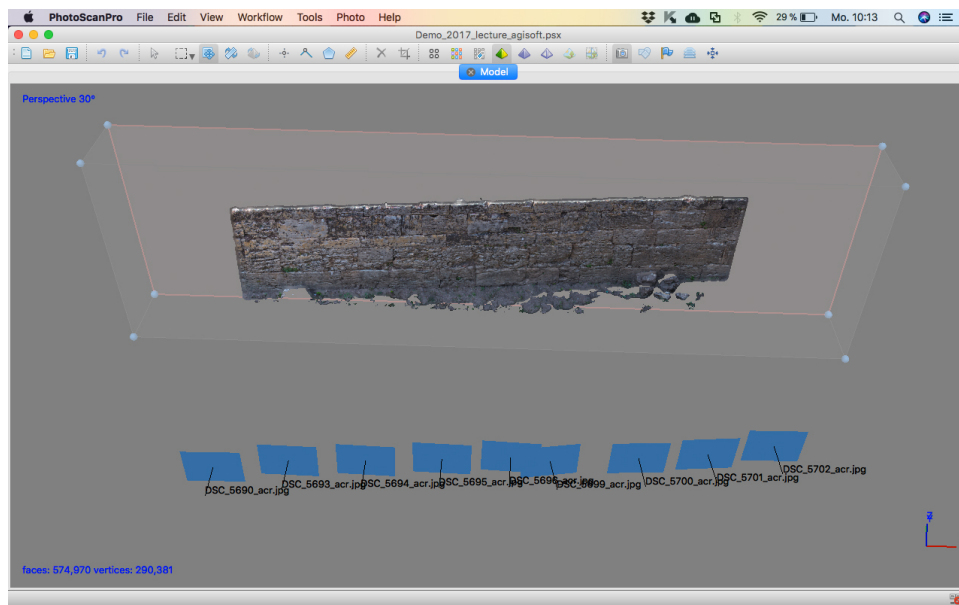 PhotoScanPro File Edit View Workflow Tools Photo Help 29 % Mo. 10:13
Demo_2017_lecture_agisoft.psx
Model
Perspective 30°
DSC_5702_acr.jpg
DSC_5690_acr.jpg DSC_5693_acr.jpg DSC_5694_acr.jpg DSC_5695_acr.jpg DSC_5696_acr.jpg DSC_5699_acr.jpg DSC_5700_acr.jpg DSC_5701_acr.jpg
faces: 574,970 vertices: 290,381